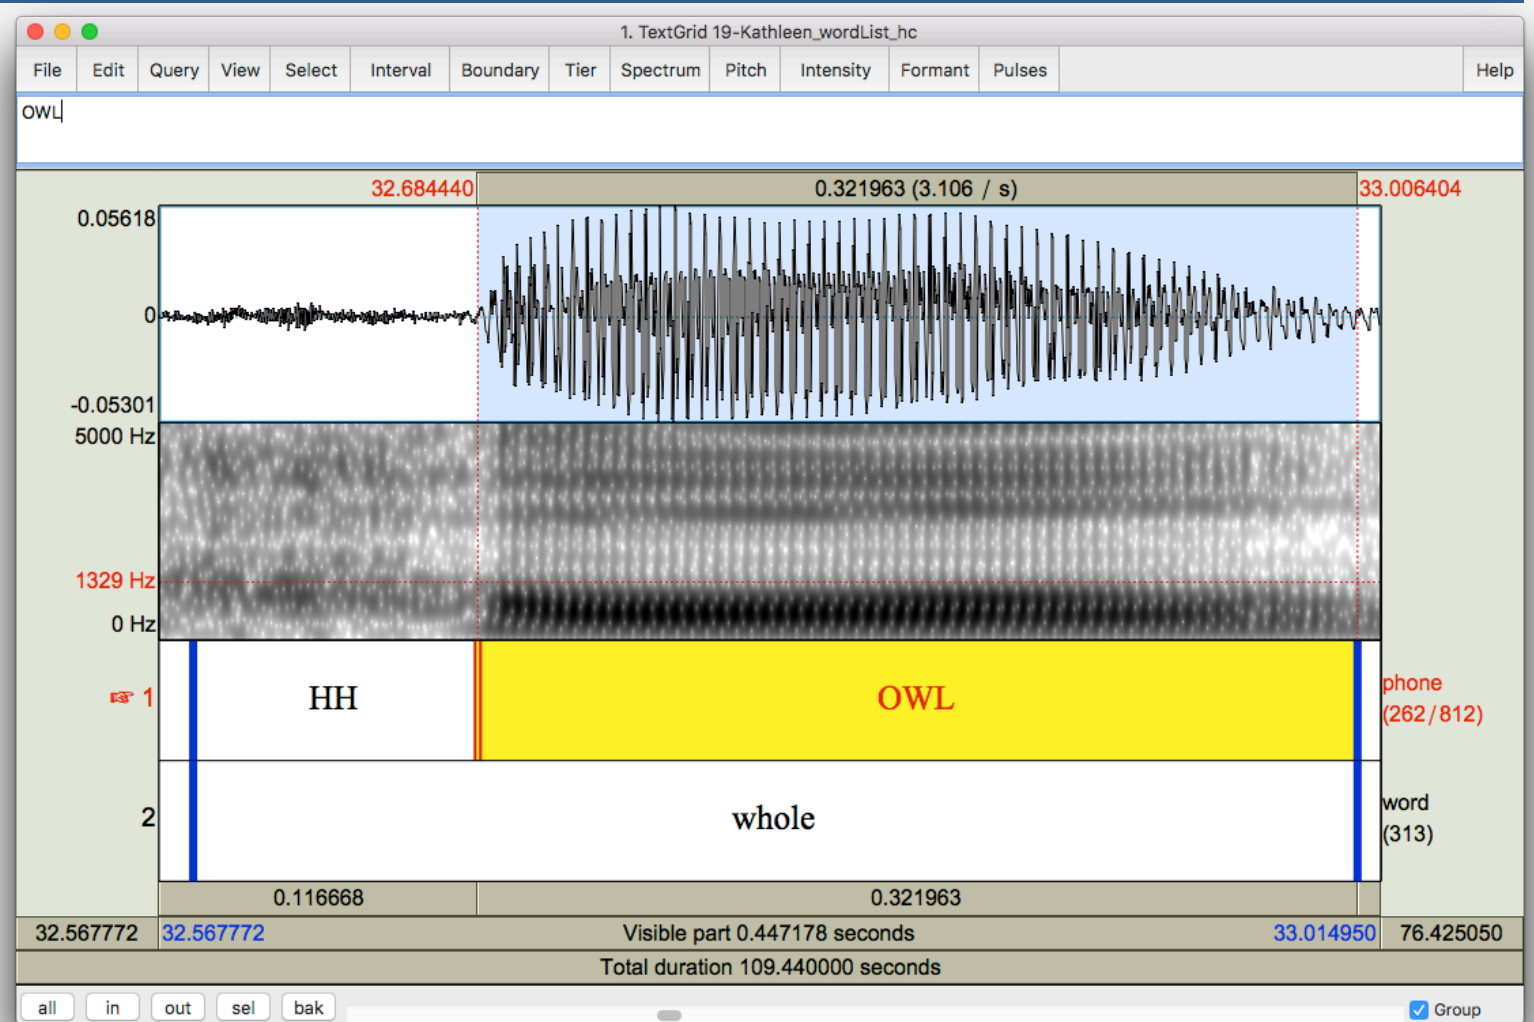 1. TextGrid 19-Kathleen_wordList_hc
File Edit Query View Select Interval Boundary Tier Spectrum Pitch Intensity Formant Pulses Help
OWL
32.684440 0.321963 (3.106 / s) 33.006404
0.05618
0
-0.05301
5000 Hz
1329 Hz
0 Hz
☞ 1 HH OWL phone
(262/812)
2 whole word
(313)
0.116668 0.321963
32.567772 32.567772 Visible part 0.447178 seconds 33.014950 76.425050
Total duration 109.440000 seconds
all in out sel bak Group